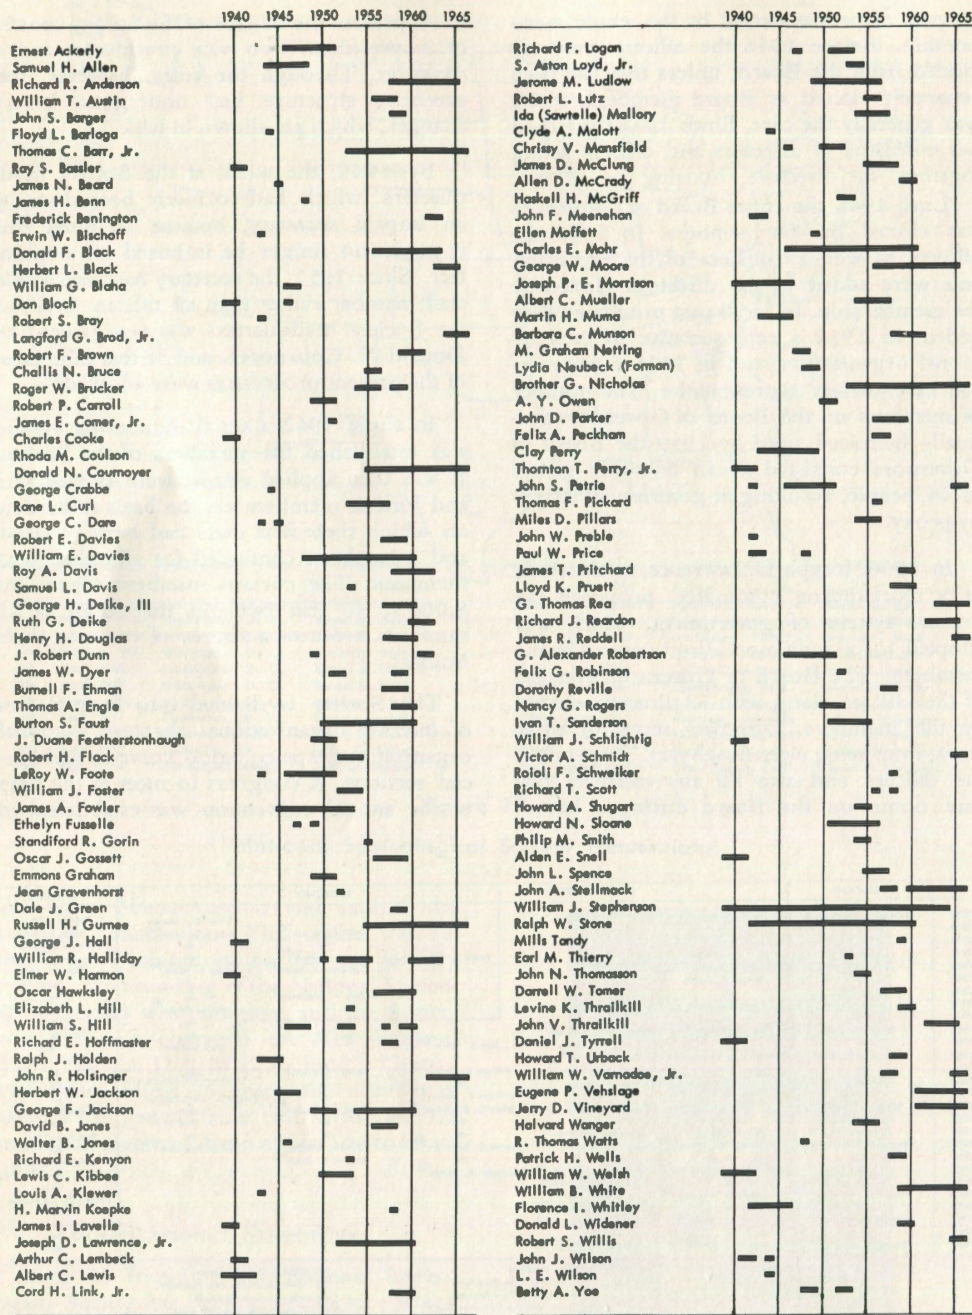 1940 1945 1950 1955 1960 1965
Ernest Ackerly
Samuel H. Allen
Richard R. Anderson
William T. Austin
John S. Barger
Floyd L. Barloga
Thomas C. Barr, Jr.
Ray S. Bassler
James N. Beard
James H. Benn
Frederick Benington
Erwin W. Bischoff
Donald F. Black
Herbert L. Black
William G. Blaha
Don Bloch
Robert S. Bray
Langford G. Brod, Jr.
Robert F. Brown
Challis N. Bruce
Roger W. Brucker
Robert P. Carroll
James E. Comer, Jr.
Charles Cooke
Rhoda M. Coulson
Donald N. Cournoyer
George Crabbe
Rane L. Curl
George C. Dare
Robert E. Davies
William E. Davies
Roy A. Davis
Samuel L. Davis
George H. Deike, III
Ruth G. Deike
Henry H. Douglas
J. Robert Dunn
James W. Dyer
Burnell F. Ehman
Thomas A. Engle
Burton S. Faust
J. Duane Featherstonhaugh
Robert H. Flack
LeRoy W. Foote
William J. Foster
James A. Fowler
Ethelyn Fusselle
Standiford R. Gorin
Oscar J. Gossett
Emmons Graham
Jean Gravenhorst
Dale J. Green
Russell H. Gurnee
George J. Hall
William R. Halliday
Elmer W. Harmon
Oscar Hawksley
Elizabeth L. Hill
William S. Hill
Richard E. Hoffmaster
Ralph J. Holden
John R. Holsinger
Herbert W. Jackson
George F. Jackson
David B. Jones
Walter B. Jones
Richard E. Kenyon
Lewis C. Kibbee
Louis A. Klewer
H. Marvin Koepke
James I. Lavelle
Joseph D. Lawrence, Jr.
Arthur C. Lembeck
Albert C. Lewis
Cord H. Link, Jr.
1940 1945 1950 1955 1960 1965
Richard F. Logan
S. Aston Loyd, Jr.
Jerome M. Ludlow
Robert L. Lutz
Ida (Sawtelle) Mallory
Clyde A. Malott
Chrissy V. Mansfield
James D. McClung
Allen D. McCrady
Haskell H. McGriff
John F. Meenehan
Ellen Moffett
Charles E. Mohr
George W. Moore
Joseph P. E. Morrison
Albert C. Mueller
Martin H. Muma
Barbara C. Munson
M. Graham Netting
Lydia Neubeck (Forman)
Brother G. Nicholas
A. Y. Owen
John D. Parker
Felix A. Peckham
Clay Perry
Thornton T. Perry, Jr.
John S. Petrie
Thomas F. Pickard
Miles D. Pillars
John W. Preble
Paul W. Price
James T. Pritchard
Lloyd K. Pruett
G. Thomas Rea
Richard J. Reardon
James R. Reddell
G. Alexander Robertson
Felix G. Robinson
Dorothy Reville
Nancy G. Rogers
Ivan T. Sanderson
William J. Schlichtig
Victor A. Schmidt
Roloif F. Schweiker
Richard T. Scott
Howard A. Shugart
Howard N. Sloane
Philip M. Smith
Alden E. Snell
John L. Spence
John A. Stellmack
William J. Stephenson
Ralph W. Stone
Mills Tandy
Earl M. Thierry
John N. Thomasson
Darrell W. Tomer
Levine K. Thrailkill
John V. Thrailkill
Daniel J. Tyrrell
Howard T. Urback
William W. Varnadoe, Jr.
Eugene P. Vehslage
Jerry D. Vineyard
Halvard Wanger
R. Thomas Watts
Patrick H. Wells
William W. Welsh
William B. White
Florence I. Whitley
Donald L. Widener
Robert S. Willis
John J. Wilson
L. E. Wilson
Betty A. Yoe